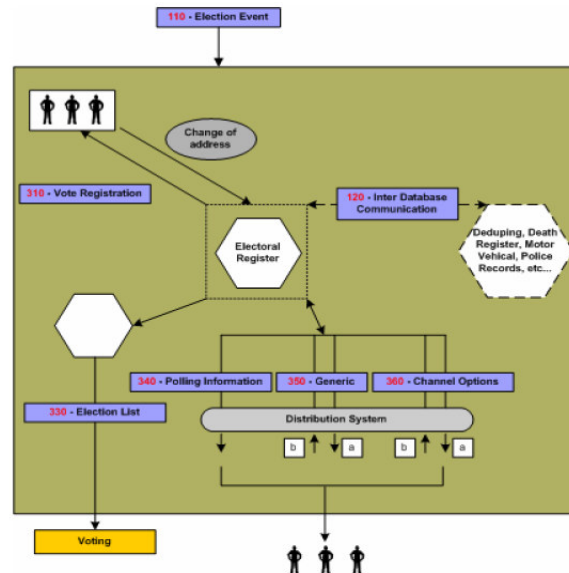 110 - Election Event
Change of
address
310 - Vote Registration
120 - Inter Database
Communication
Electoral
Register
Deduping, Death
Register, Motor
Vehical, Police
Records, etc...
340 - Polling Information
350 - Generic
360 - Channel Options
330 - Election List
Distribution System
b
a
b
a
Voting